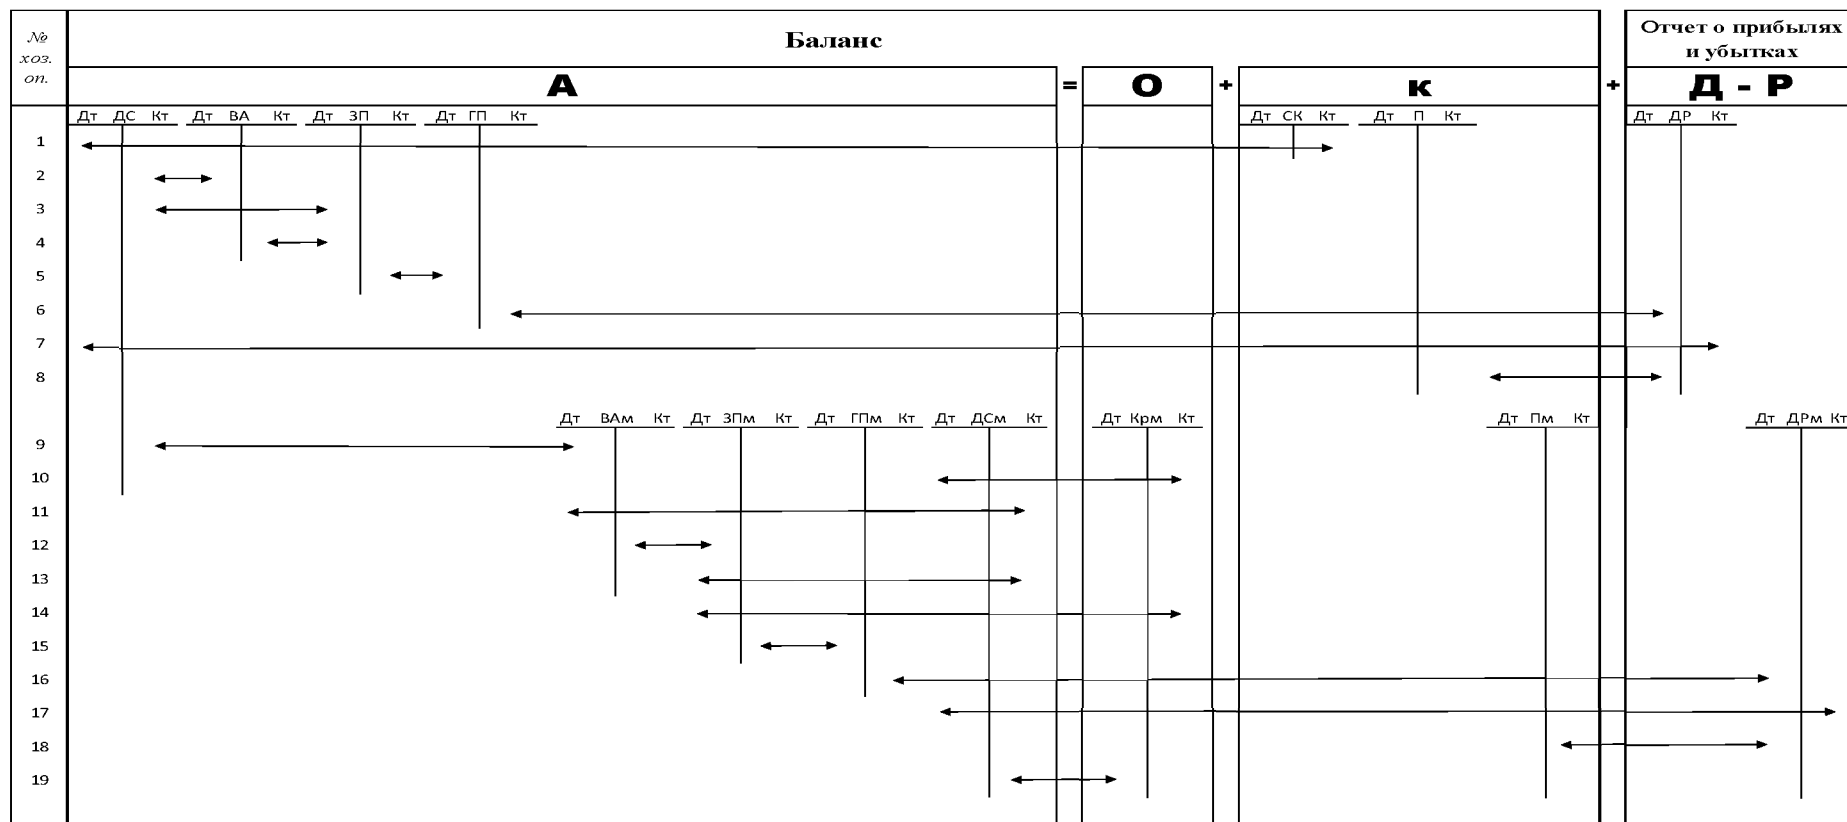 №
хоз.
оп.
Баланс
Отчет о прибылях
и убытках
А = О + к + Д - Р
Дт ДС Кт Дт ВА Кт Дт ЗП Кт Дт ГП Кт Дт СК Кт Дт П Кт Дт ДР Кт
1
2
3
4
5
6
7
8
Дт ВАм Кт Дт ЗПм Кт Дт ГПм Кт Дт ДСм Кт Дт Крм Кт Дт Пм Кт Дт ДРм Кт
9
10
11
12
13
14
15
16
17
18
19